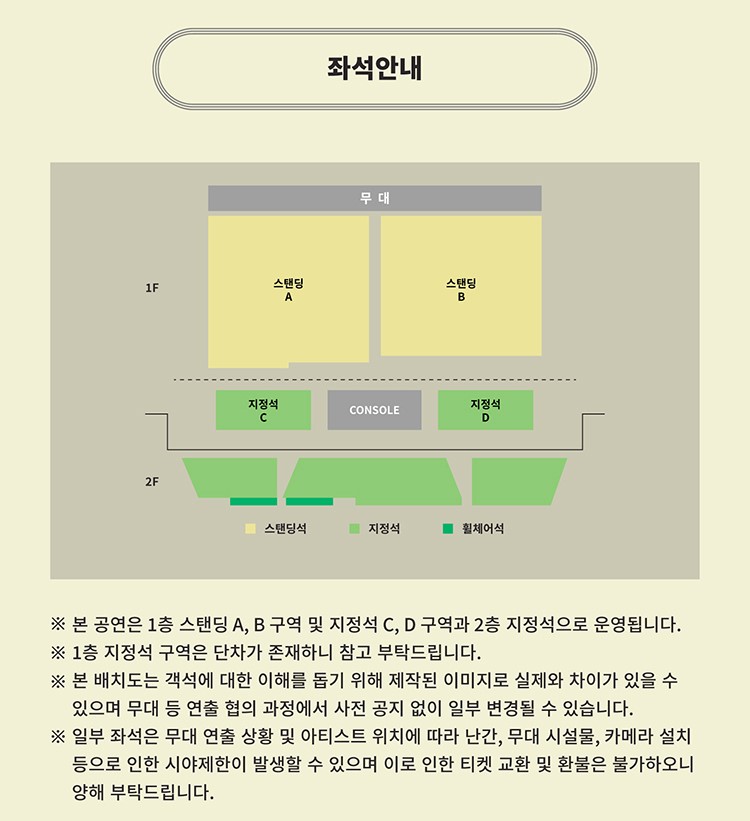 좌석안내
무 대
스탠딩
A
스탠딩
B
1F
지정석
C
CONSOLE
지정석
D
2F
스탠딩석
지정석
휠체어석
※ 본 공연은 1층 스탠딩 A, B 구역 및 지정석 C, D 구역과 2층 지정석으로 운영됩니다.
※ 1층 지정석 구역은 단차가 존재하니 참고 부탁드립니다.
※ 본 배치도는 객석에 대한 이해를 돕기 위해 제작된 이미지로 실제와 차이가 있을 수
있으며 무대 등 연출 협의 과정에서 사전 공지 없이 일부 변경될 수 있습니다.
※ 일부 좌석은 무대 연출 상황 및 아티스트 위치에 따라 난간, 무대 시설물, 카메라 설치
등으로 인한 시야제한이 발생할 수 있으며 이로 인한 티켓 교환 및 환불은 불가하오니
양해 부탁드립니다.